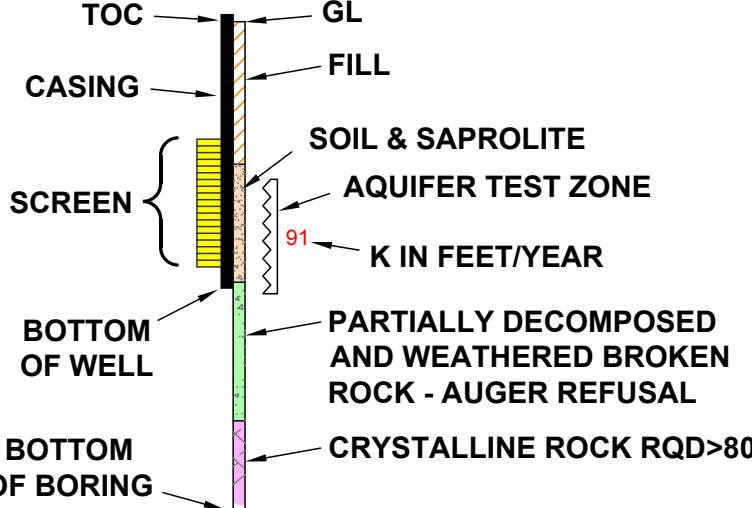 TOC
GL
FILL
CASING
SOIL & SAPROLITE
AQUIFER TEST ZONE
SCREEN
91
K IN FEET/YEAR
BOTTOM
OF WELL
PARTIALLY DECOMPOSED
AND WEATHERED BROKEN
ROCK - AUGER REFUSAL
CRYSTALLINE ROCK RQD>80
BOTTOM
OF BORING